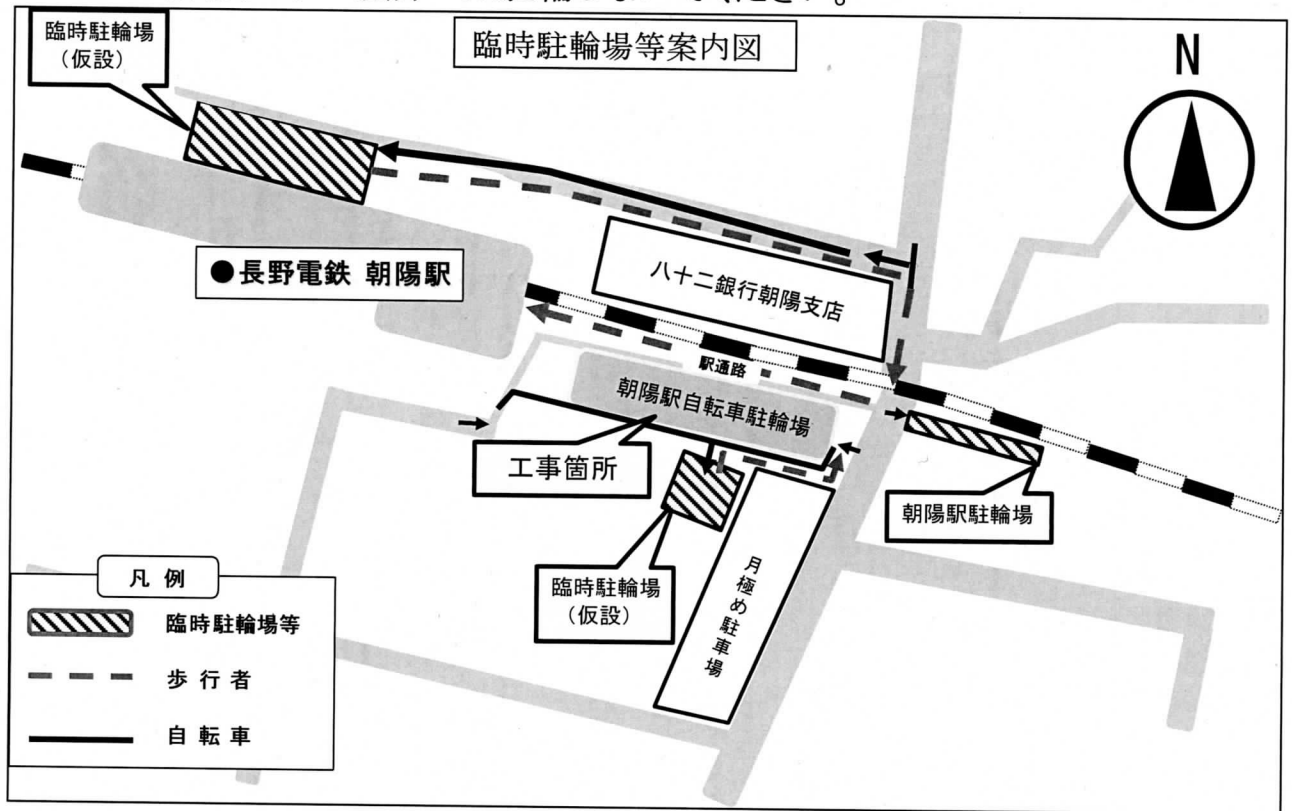 臨時駐輪場等案内図
臨時駐輪場
(仮設)
N
●長野電鉄 朝陽駅
八十二銀行朝陽支店
駅通路
朝陽駅自転車駐輪場
工事箇所
朝陽駅駐輪場
臨時駐輪場
(仮設)
月極め駐車場
凡例
臨時駐輪場等
歩行者
自転車